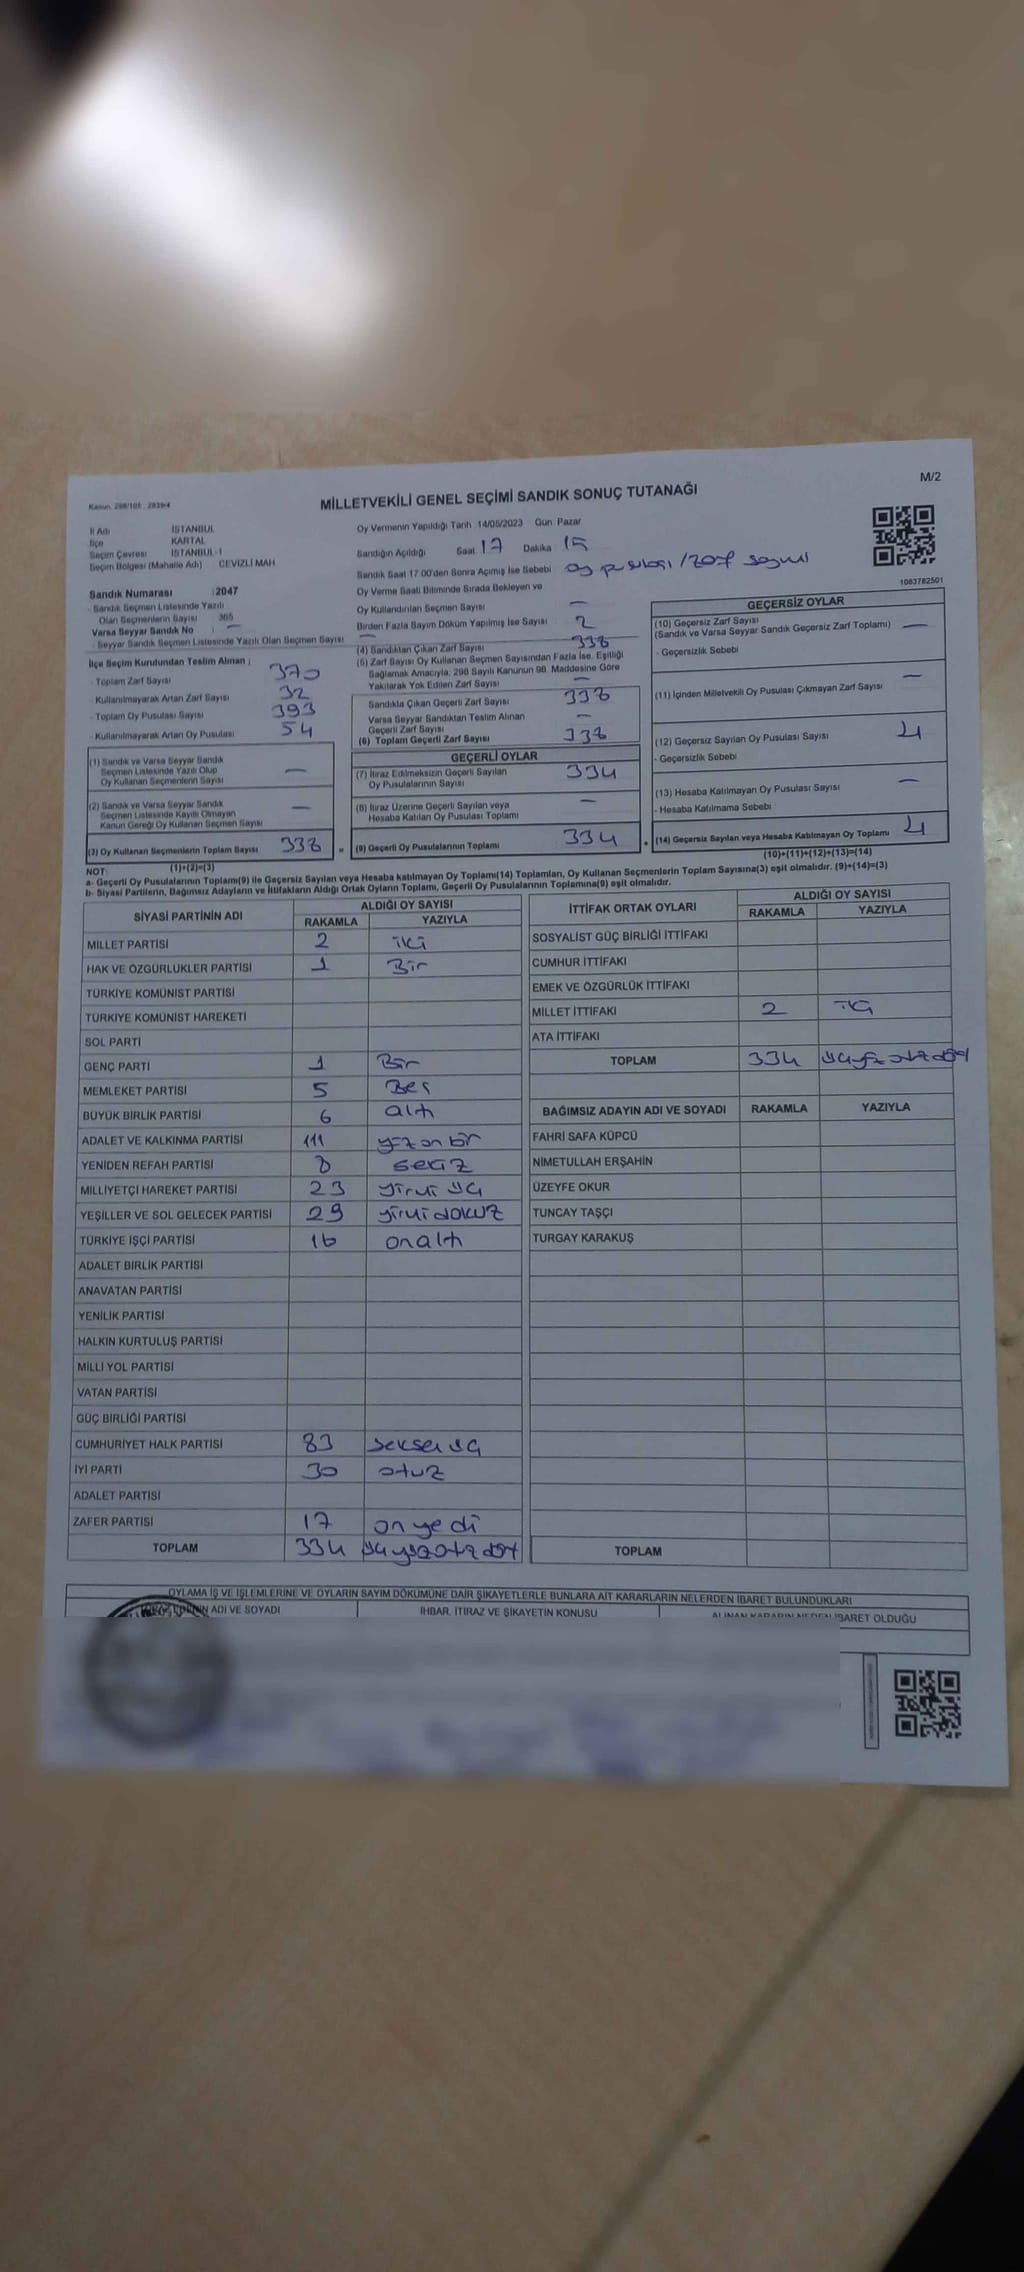 M/2
Kanun: 298/105 : 2839/4
MİLLETVEKİLİ GENEL SEÇİMİ SANDIK SONUÇ TUTANAĞI
İl Adı İSTANBUL
İlçe KARTAL
Seçim Çevresi İSTANBUL-1
Seçim Bölgesi (Mahalle Adı) CEVİZLİ MAH
Sandık Numarası : 2047
- Sandık Seçmen Listesinde Yazılı
Olan Seçmenlerin Sayısı 365
Varsa Seyyar Sandık No : —
- Seyyar Sandık Seçmen Listesinde Yazılı Olan Seçmen Sayısı —
İlçe Seçim Kurulundan Teslim Alınan ;
- Toplam Zarf Sayısı 370
- Kullanılmayarak Artan Zarf Sayısı 32
- Toplam Oy Pusulası Sayısı 393
- Kullanılmayarak Artan Oy Pusulası 54
(1) Sandık ve Varsa Seyyar Sandık
Seçmen Listesinde Yazılı Olup
Oy Kullanan Seçmenlerin Sayısı —
(2) Sandık ve Varsa Seyyar Sandık
Seçmen Listesinde Kayıtlı Olmayan
Kanun Gereği Oy Kullanan Seçmen Sayısı —
(3) Oy Kullanan Seçmenlerin Toplam Sayısı 338
(1)+(2)=(3)
Oy Vermenin Yapıldığı Tarih :14/05/2023 Gün: Pazar
Sandığın Açıldığı Saat 17 Dakika 15
Sandık Saat 17:00'den Sonra Açımış İse Sebebi oy pusulası/zarf sayımı
Oy Verme Saati Bitiminde Sırada Bekleyen ve
Oy Kullandırılan Seçmen Sayısı —
Birden Fazla Sayım Döküm Yapılmış İse Sayısı 2
(4) Sandıktan Çıkan Zarf Sayısı 338
(5) Zarf Sayısı Oy Kullanan Seçmen Sayısından Fazla İse, Eşitliği
Sağlamak Amacıyla, 298 Sayılı Kanunun 98. Maddesine Göre
Yakılarak Yok Edilen Zarf Sayısı —
Sandıkla Çıkan Geçerli Zarf Sayısı 338
Varsa Seyyar Sandıktan Teslim Alınan
Geçerli Zarf Sayısı —
(6) Toplam Geçerli Zarf Sayısı 338
GEÇERLİ OYLAR
(7) İtiraz Edilmeksizin Geçerli Sayılan
Oy Pusulalarının Sayısı 334
(8) İtiraz Üzerine Geçerli Sayılan veya
Hesaba Katılan Oy Pusulası Toplamı —
= (9) Geçerli Oy Pusulalarının Toplamı 334 +
1083782501
GEÇERSİZ OYLAR
(10) Geçersiz Zarf Sayısı
(Sandık ve Varsa Seyyar Sandık Geçersiz Zarf Toplamı) —
- Geçersizlik Sebebi
(11) İçinden Milletvekili Oy Pusulası Çıkmayan Zarf Sayısı —
(12) Geçersiz Sayılan Oy Pusulası Sayısı 4
- Geçersizlik Sebebi
(13) Hesaba Katılmayan Oy Pusulası Sayısı —
- Hesaba Katılmama Sebebi
(14) Geçersiz Sayılan veya Hesaba Katılmayan Oy Toplamı 4
(10)+(11)+(12)+(13)=(14)
NOT:
a- Geçerli Oy Pusulalarının Toplamı(9) ile Geçersiz Sayılan veya Hesaba katılmayan Oy Toplamı(14) Toplamları, Oy Kullanan Seçmenlerin Toplam Sayısına(3) eşit olmalıdır. (9)+(14)=(3)
b- Siyasi Partilerin, Bağımsız Adayların ve İttifakların Aldığı Ortak Oyların Toplamı, Geçerli Oy Pusulalarının Toplamına(9) eşit olmalıdır.
SİYASİ PARTİNİN ADI ALDIĞI OY SAYISI
RAKAMLA YAZIYLA
MİLLET PARTİSİ 2 iki
HAK VE ÖZGÜRLÜKLER PARTİSİ 1 Bir
TÜRKİYE KOMÜNİST PARTİSİ
TÜRKİYE KOMÜNİST HAREKETİ
SOL PARTİ
GENÇ PARTİ 1 Bir
MEMLEKET PARTİSİ 5 Beş
BÜYÜK BİRLİK PARTİSİ 6 altı
ADALET VE KALKINMA PARTİSİ 111 yüzonbir
YENİDEN REFAH PARTİSİ 8 sekiz
MİLLİYETÇİ HAREKET PARTİSİ 23 yirmi üç
YEŞİLLER VE SOL GELECEK PARTİSİ 29 yirmidokuz
TÜRKİYE İŞÇİ PARTİSİ 16 onaltı
ADALET BİRLİK PARTİSİ
ANAVATAN PARTİSİ
YENİLİK PARTİSİ
HALKIN KURTULUŞ PARTİSİ
MİLLİ YOL PARTİSİ
VATAN PARTİSİ
GÜÇ BİRLİĞİ PARTİSİ
CUMHURİYET HALK PARTİSİ 83 seksen üç
İYİ PARTİ 30 otuz
ADALET PARTİSİ
ZAFER PARTİSİ 17 onyedi
TOPLAM 334 üçyüzotuzdört
İTTİFAK ORTAK OYLARI ALDIĞI OY SAYISI
RAKAMLA YAZIYLA
SOSYALİST GÜÇ BİRLİĞİ İTTİFAKI
CUMHUR İTTİFAKI
EMEK VE ÖZGÜRLÜK İTTİFAKI
MİLLET İTTİFAKI 2 iki
ATA İTTİFAKI
TOPLAM 334 üçyüzotuzdört
BAĞIMSIZ ADAYIN ADI VE SOYADI RAKAMLA YAZIYLA
FAHRİ SAFA KÜPCÜ
NİMETULLAH ERŞAHİN
ÜZEYFE OKUR
TUNCAY TAŞÇI
TURGAY KARAKUŞ
TOPLAM
OYLAMA İŞ VE İŞLEMLERİNE VE OYLARIN SAYIM DÖKÜMÜNE DAİR ŞİKAYETLERLE BUNLARA AİT KARARLARIN NELERDEN İBARET BULUNDUKLARI
ADI VE SOYADI İHBAR, İTİRAZ VE ŞİKAYETİN KONUSU ALINAN KARARIN NEDEN İBARET OLDUĞU